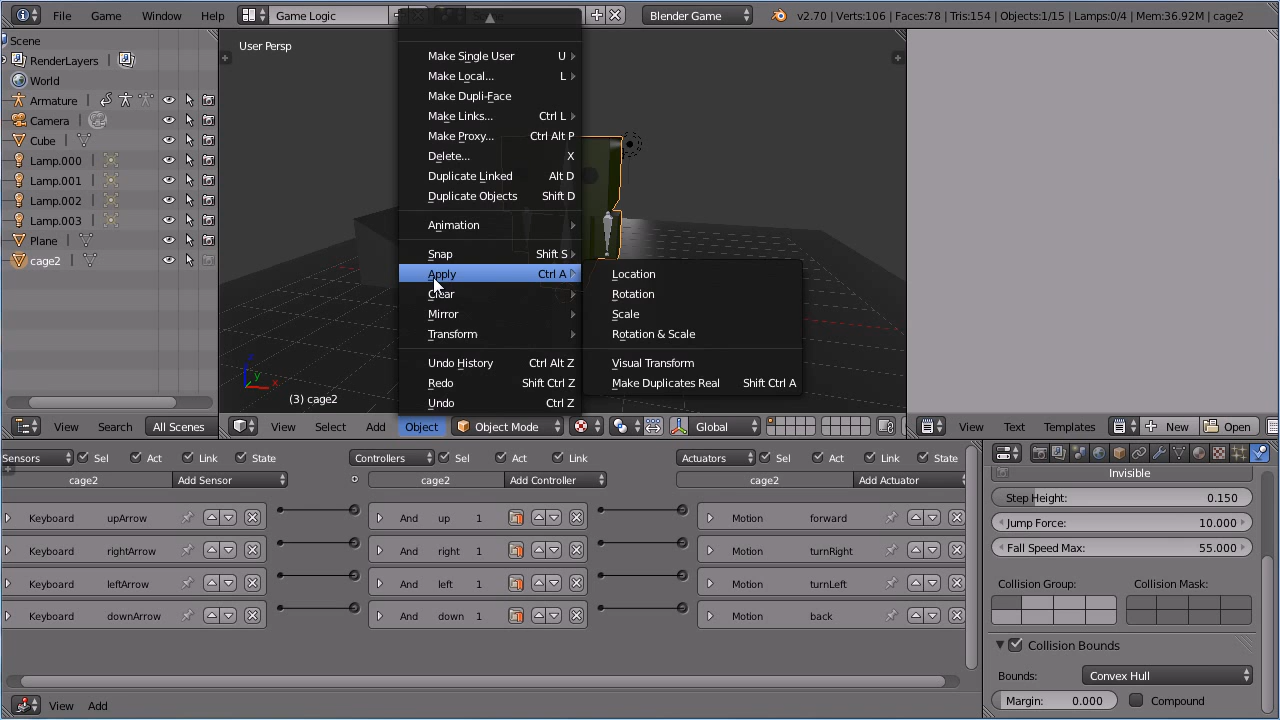 File Game Window Help Game Logic Blender Game v2.70 | Verts:106 | Faces:78 | Tris:154 | Objects:1/15 | Lamps:0/4 | Mem:36.92M | cage2
Scene
RenderLayers
World
Armature
Camera
Cube
Lamp.000
Lamp.001
Lamp.002
Lamp.003
Plane
cage2
View Search All Scenes
User Persp
(3) cage2
Make Single User U
Make Local... L
Make Dupli-Face
Make Links... Ctrl L
Make Proxy... Ctrl Alt P
Delete... X
Duplicate Linked Alt D
Duplicate Objects Shift D
Animation
Snap Shift S
Apply Ctrl A
Clear
Mirror
Transform
Undo History Ctrl Alt Z
Redo Shift Ctrl Z
Undo Ctrl Z
Location
Rotation
Scale
Rotation & Scale
Visual Transform
Make Duplicates Real Shift Ctrl A
z
y
x
View Select Add Object Object Mode Global
View Text Templates New Open
Sensors Sel Act Link State Controllers Sel Act Link Actuators Sel Act Link State
cage2 Add Sensor cage2 Add Controller cage2 Add Actuator
Keyboard upArrow And up 1 Motion forward
Keyboard rightArrow And right 1 Motion turnRight
Keyboard leftArrow And left 1 Motion turnLeft
Keyboard downArrow And down 1 Motion back
View Add
Invisible
Step Height: 0.150
Jump Force: 10.000
Fall Speed Max: 55.000
Collision Group: Collision Mask:
Collision Bounds
Bounds: Convex Hull
Margin: 0.000 Compound